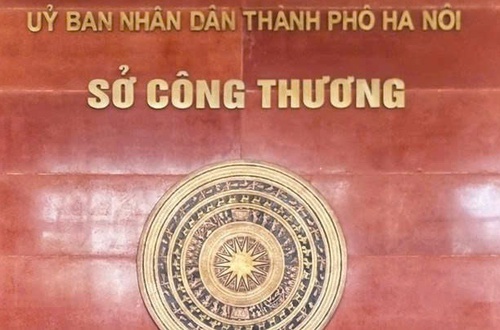 UỶ BAN NHÂN DÂN THÀNH PHỐ HÀ NỘI
SỞ CÔNG THƯƠNG